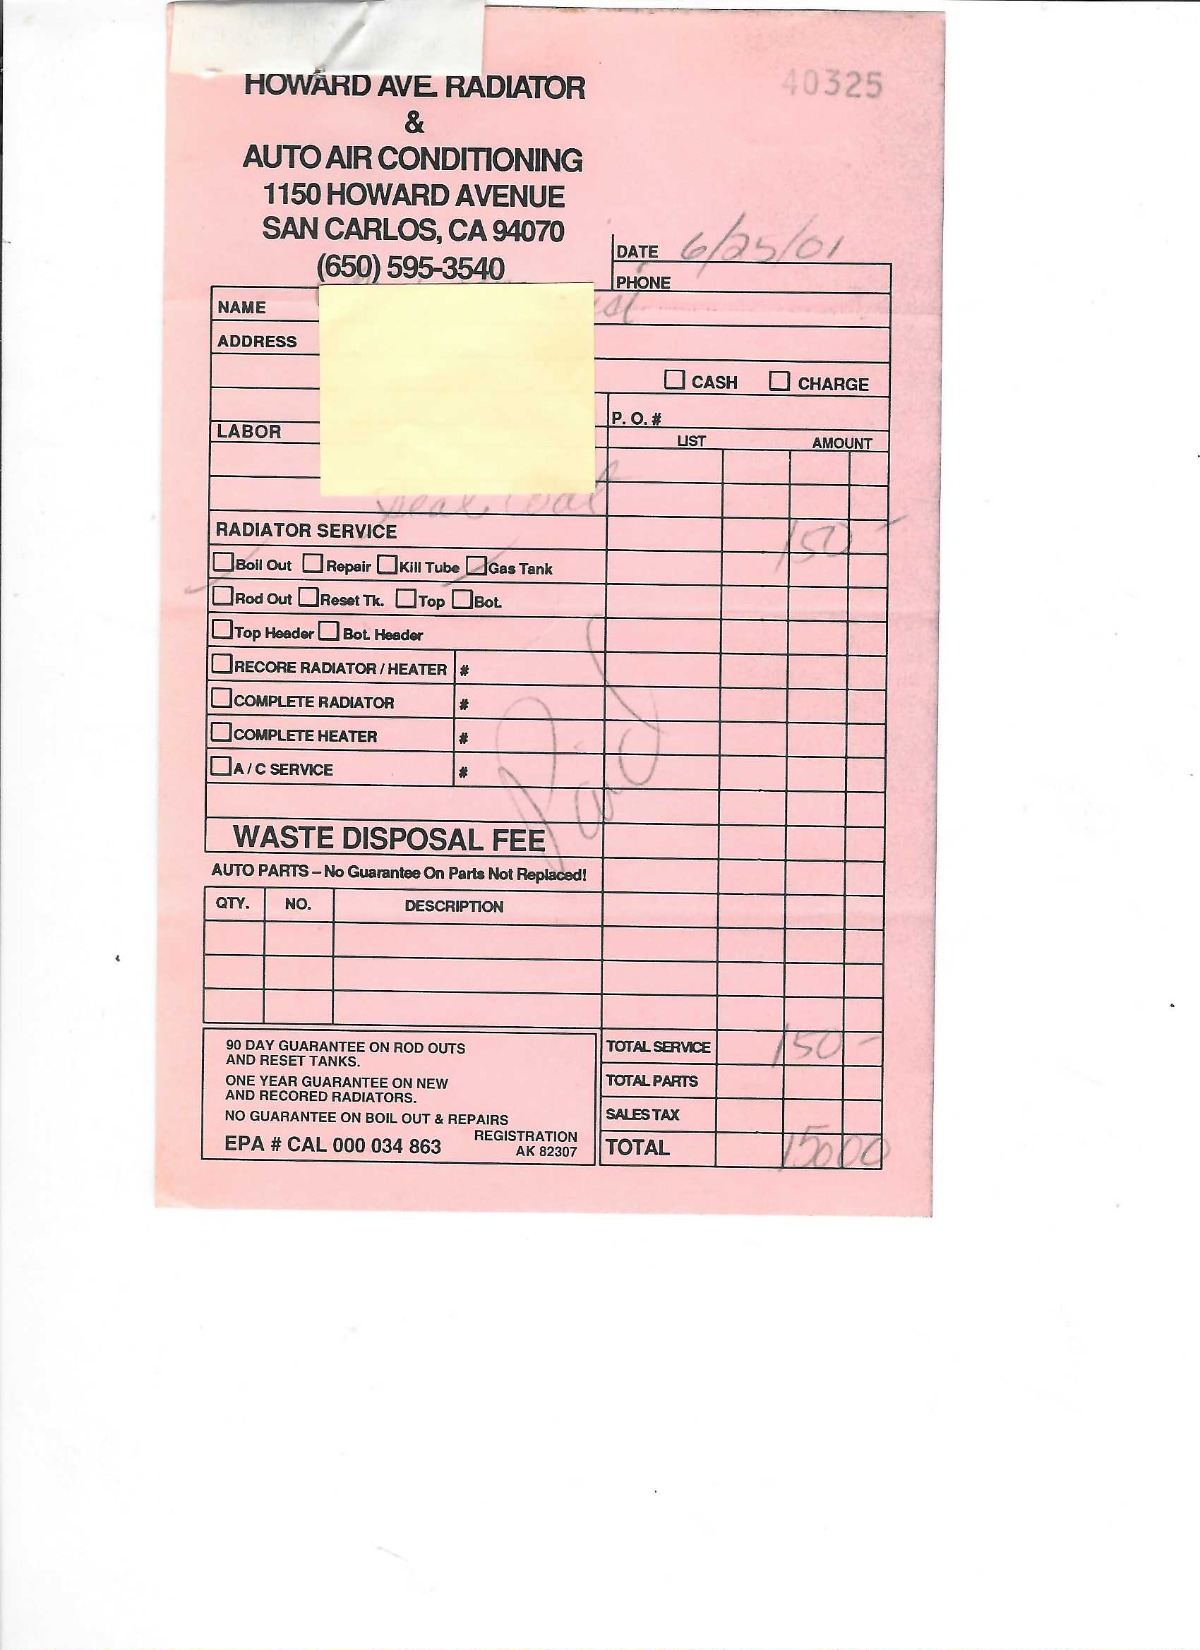 40325
HOWARD AVE. RADIATOR
&
AUTO AIR CONDITIONING
1150 HOWARD AVENUE
SAN CARLOS, CA 94070
(650) 595-3540
DATE 6/25/01
PHONE
NAME
ADDRESS
CASH CHARGE
P. O. #
LABOR
LIST AMOUNT
Seal Coat
RADIATOR SERVICE 150 -
Boil Out Repair Kill Tube Gas Tank
Rod Out Reset Tk. Top Bot.
Top Header Bot. Header
RECORE RADIATOR / HEATER #
COMPLETE RADIATOR #
COMPLETE HEATER #
A / C SERVICE #
Paid
WASTE DISPOSAL FEE
AUTO PARTS – No Guarantee On Parts Not Replaced!
QTY. NO. DESCRIPTION
90 DAY GUARANTEE ON ROD OUTS
AND RESET TANKS.
ONE YEAR GUARANTEE ON NEW
AND RECORED RADIATORS.
NO GUARANTEE ON BOIL OUT & REPAIRS
EPA # CAL 000 034 863
REGISTRATION
AK 82307
TOTAL SERVICE 150 -
TOTAL PARTS
SALES TAX
TOTAL 150 00